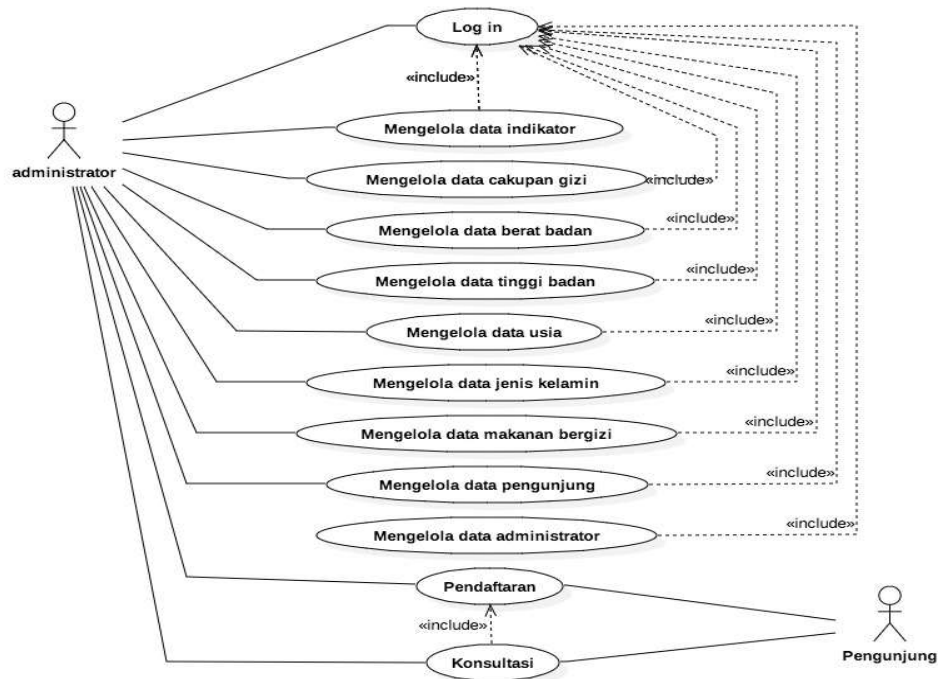 Log in
«include»
administrator
Mengelola data indikator
Mengelola data cakupan gizi
«include»
Mengelola data berat badan
«include»
Mengelola data tinggi badan
«include»
Mengelola data usia
«include»
Mengelola data jenis kelamin
«include»
Mengelola data makanan bergizi
«include»
Mengelola data pengunjung
«include»
Mengelola data administrator
«include»
Pendaftaran
«include»
Konsultasi
Pengunjung